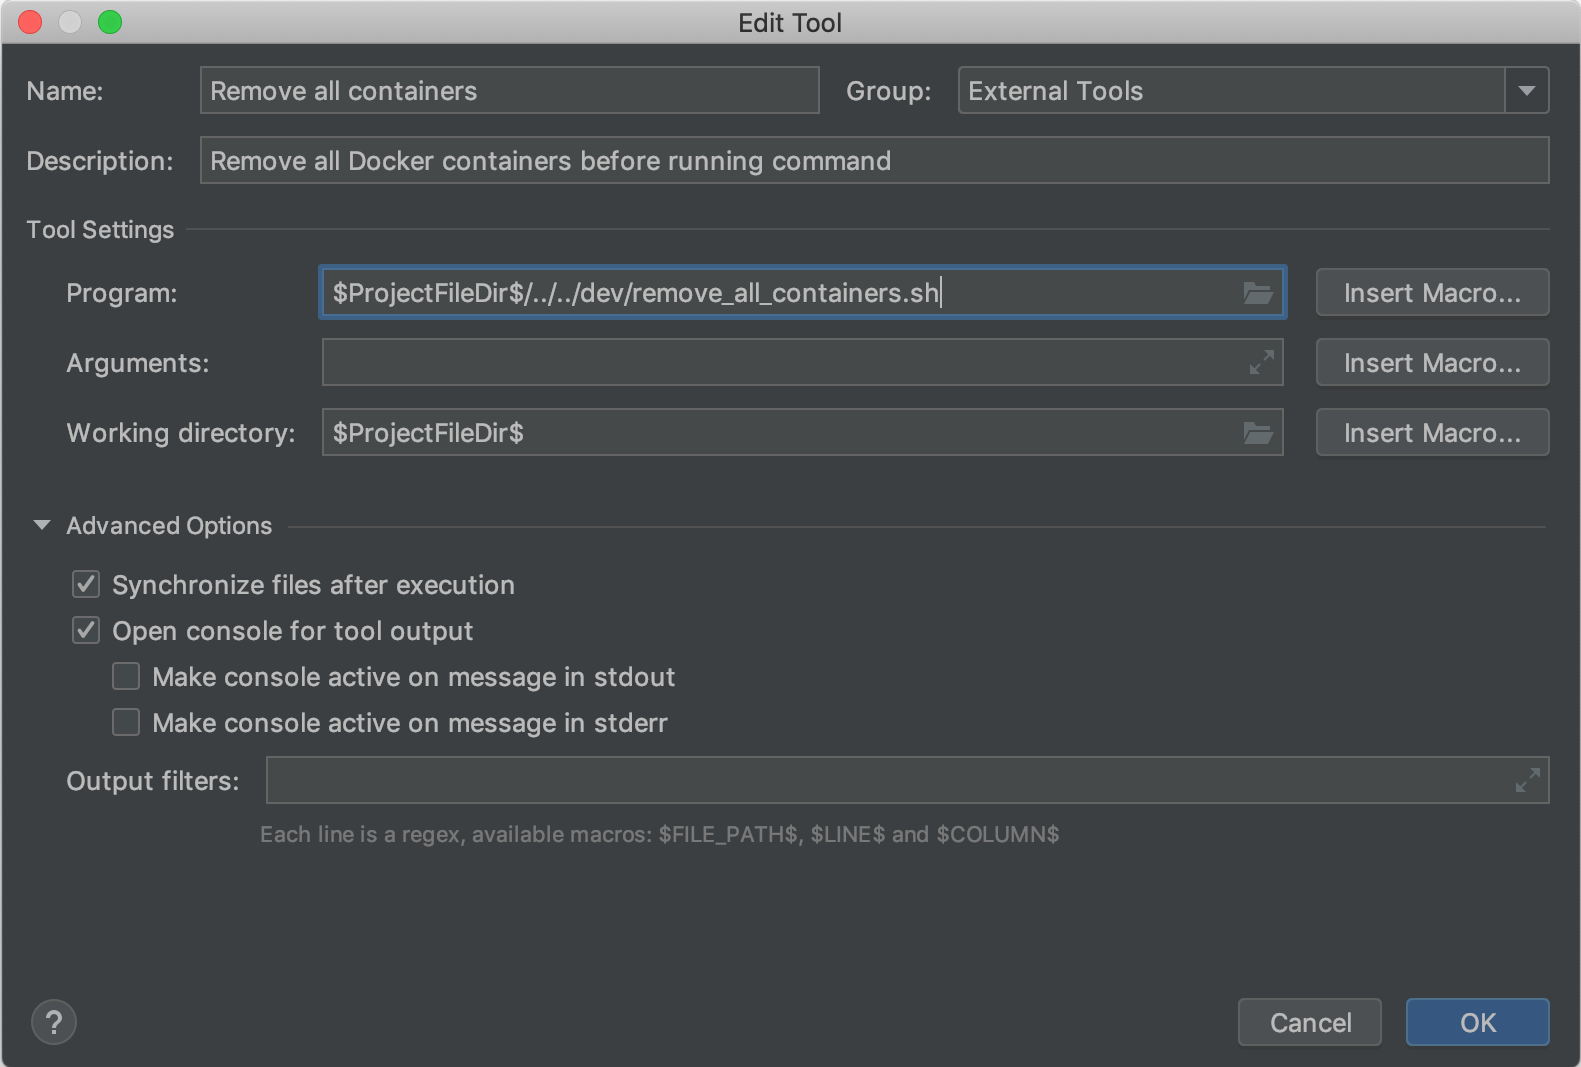 Edit Tool
Name: Remove all containers Group: External Tools
Description: Remove all Docker containers before running command
Tool Settings
Program: $ProjectFileDir$/../../dev/remove_all_containers.sh Insert Macro...
Arguments: Insert Macro...
Working directory: $ProjectFileDir$ Insert Macro...
Advanced Options
Synchronize files after execution
Open console for tool output
Make console active on message in stdout
Make console active on message in stderr
Output filters:
Each line is a regex, available macros: $FILE_PATH$, $LINE$ and $COLUMN$
? Cancel OK